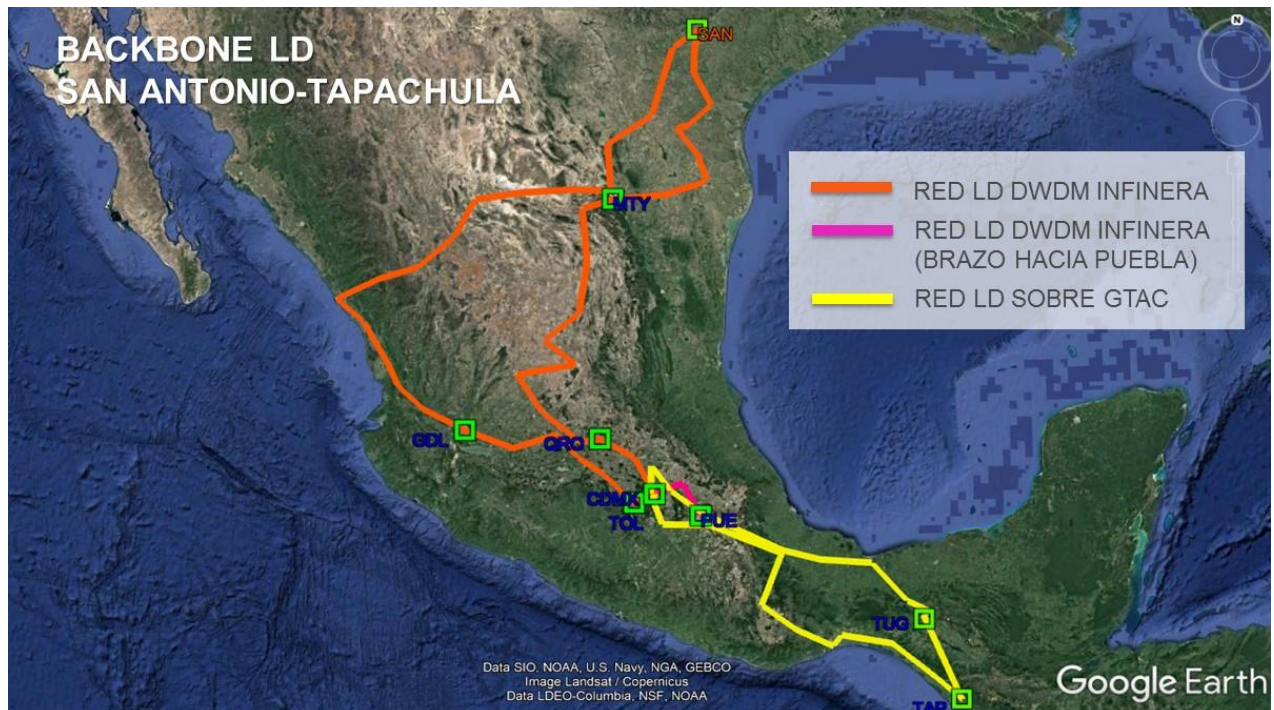 BACKBONE LD
SAN ANTONIO-TAPACHULA
SAN
N
MTY
RED LD DWDM INFINERA
RED LD DWDM INFINERA
(BRAZO HACIA PUEBLA)
RED LD SOBRE GTAC
GDL
QRO
CDMX
TOL
PUE
TUG
TAP
Data SIO, NOAA, U.S. Navy, NGA, GEBCO
Image Landsat / Copernicus
Data LDEO-Columbia, NSF, NOAA
Google Earth